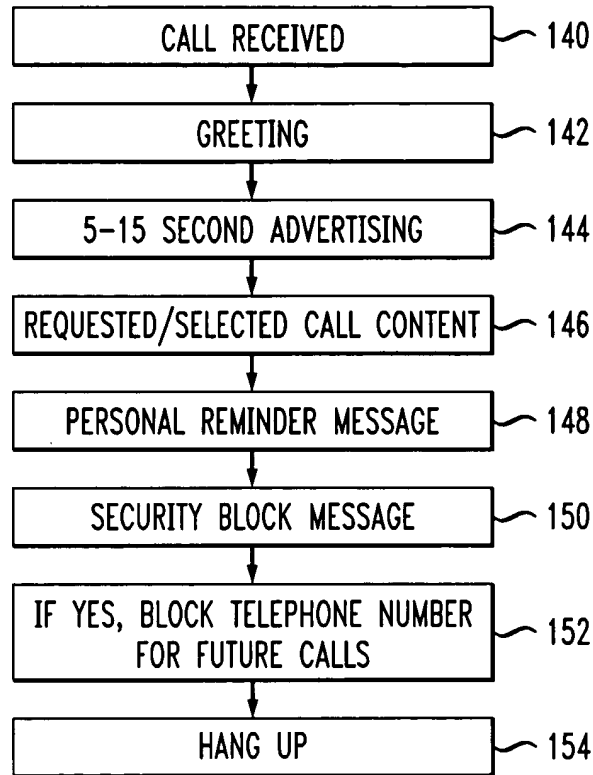 CALL RECEIVED 140
GREETING 142
5-15 SECOND ADVERTISING 144
REQUESTED/SELECTED CALL CONTENT 146
PERSONAL REMINDER MESSAGE 148
SECURITY BLOCK MESSAGE 150
IF YES, BLOCK TELEPHONE NUMBER
FOR FUTURE CALLS 152
HANG UP 154